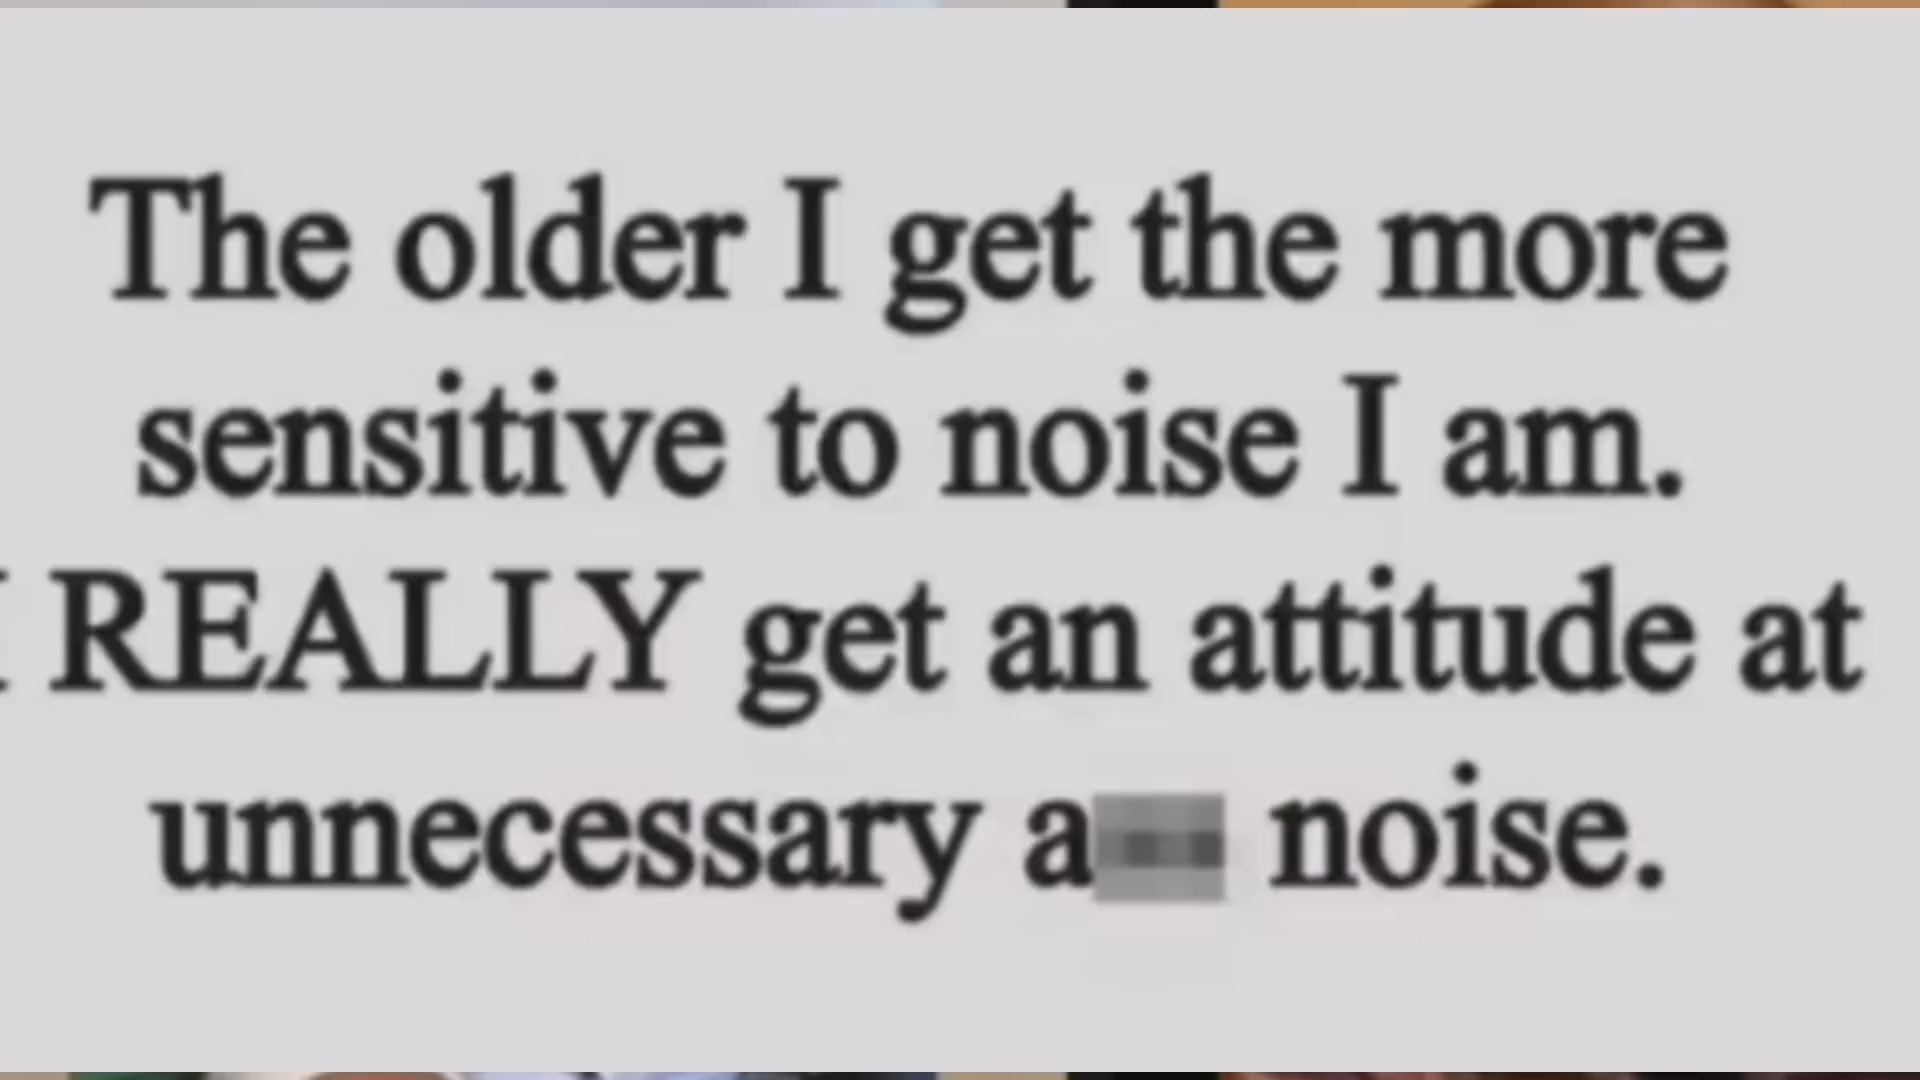 The older I get the more
sensitive to noise I am.
I REALLY get an attitude at
unnecessary a noise.